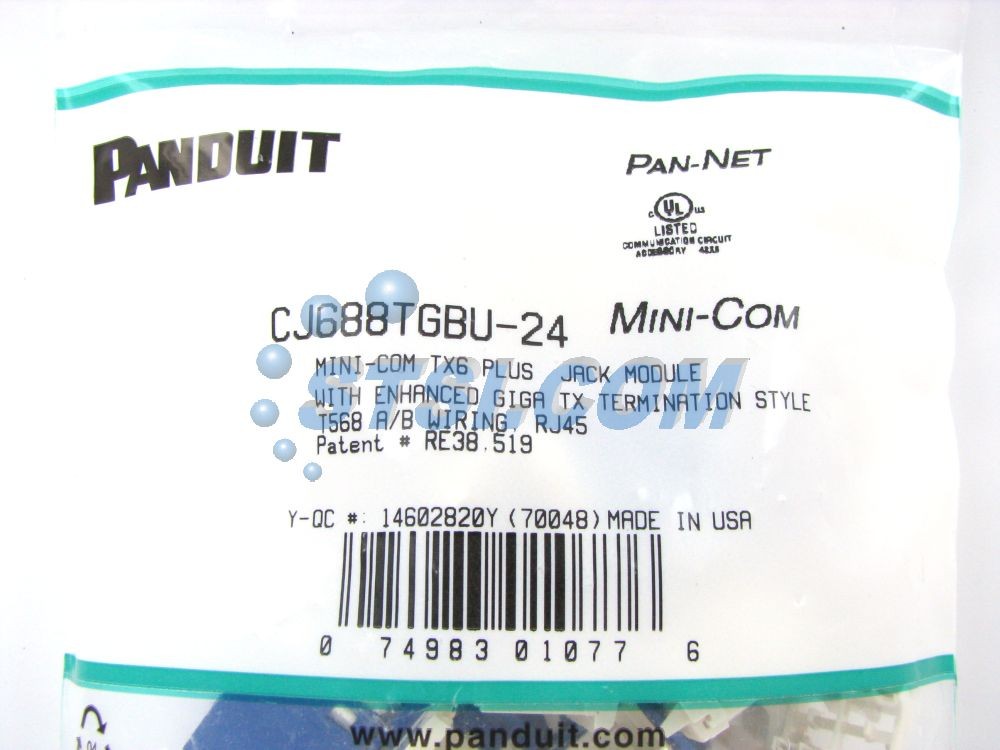 PANDUIT
PAN-NET
C UL US
LISTED
COMMUNICATION CIRCUIT
ACCESSORY
CJ688TGBU-24
MINI-COM
MINI-COM TX6 PLUS JACK MODULE
WITH ENHANCED GIGA TX TERMINATION STYLE
T568 A/B WIRING, RJ45
Patent # RE38,519
STSI.COM
Y-QC #: 14602820Y (70048) MADE IN USA
0 74983 01077 6
www.panduit.com